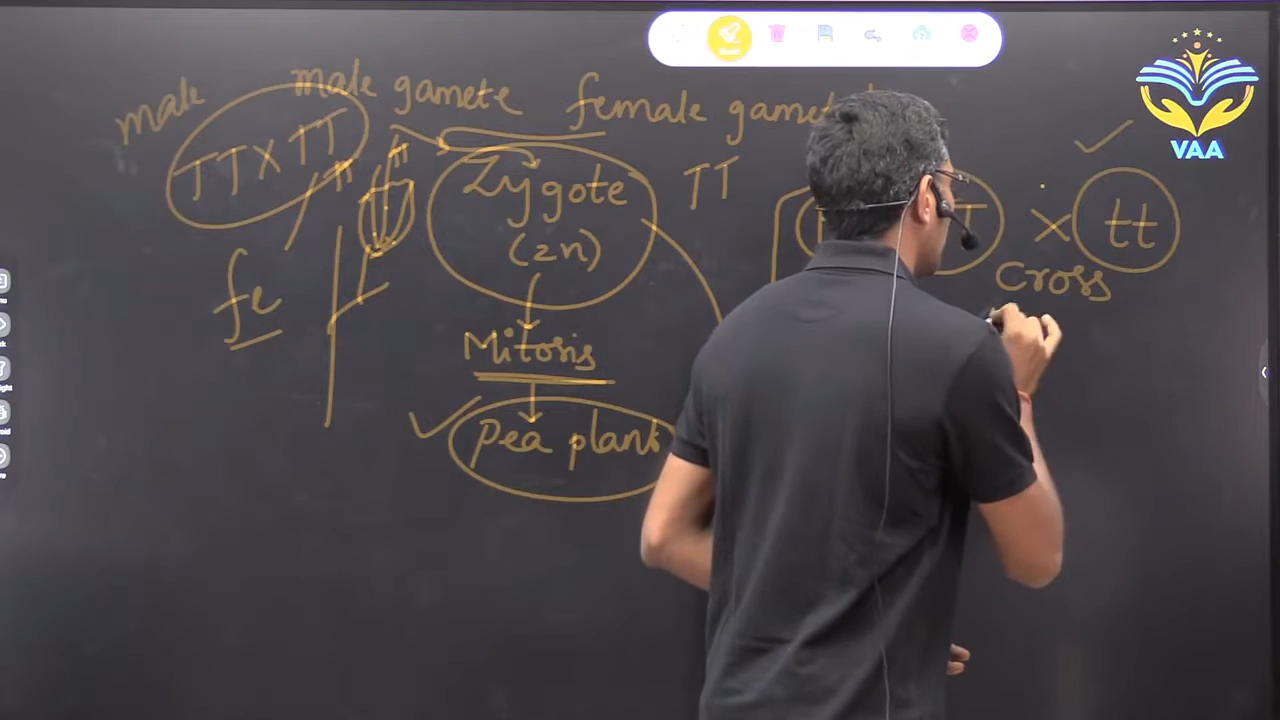 male
male gamete female gamet
TT X TT
Zygote
(2n)
TT
X tt
Cross
fe
Mitosis
Pea plant
VAA